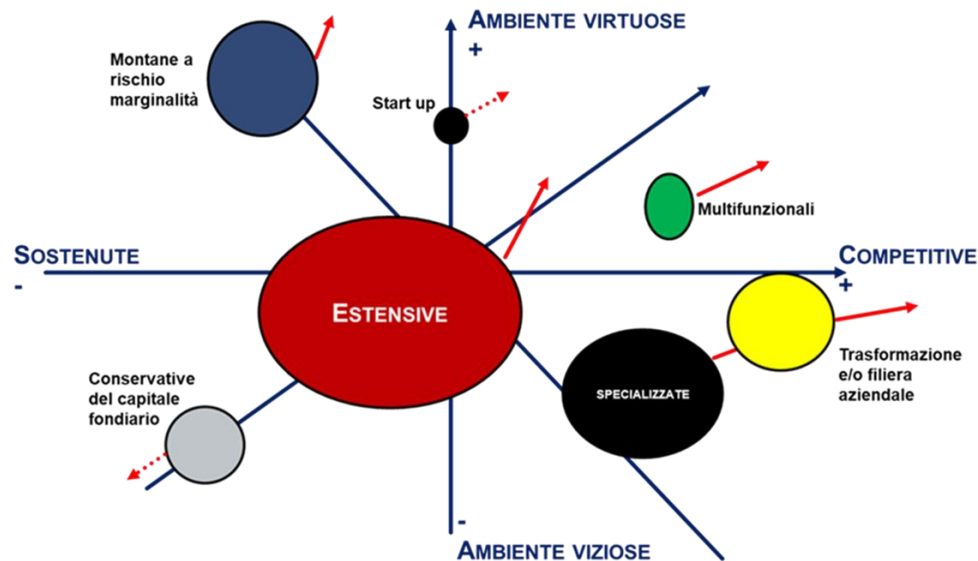 AMBIENTE VIRTUOSE
+
Montane a
rischio
marginalità
Start up
Multifunzionali
SOSTENUTE
-
COMPETITIVE
+
ESTENSIVE
Trasformazione
e/o filiera
aziendale
Conservative
del capitale
fondiario
SPECIALIZZATE
-
AMBIENTE VIZIOSE